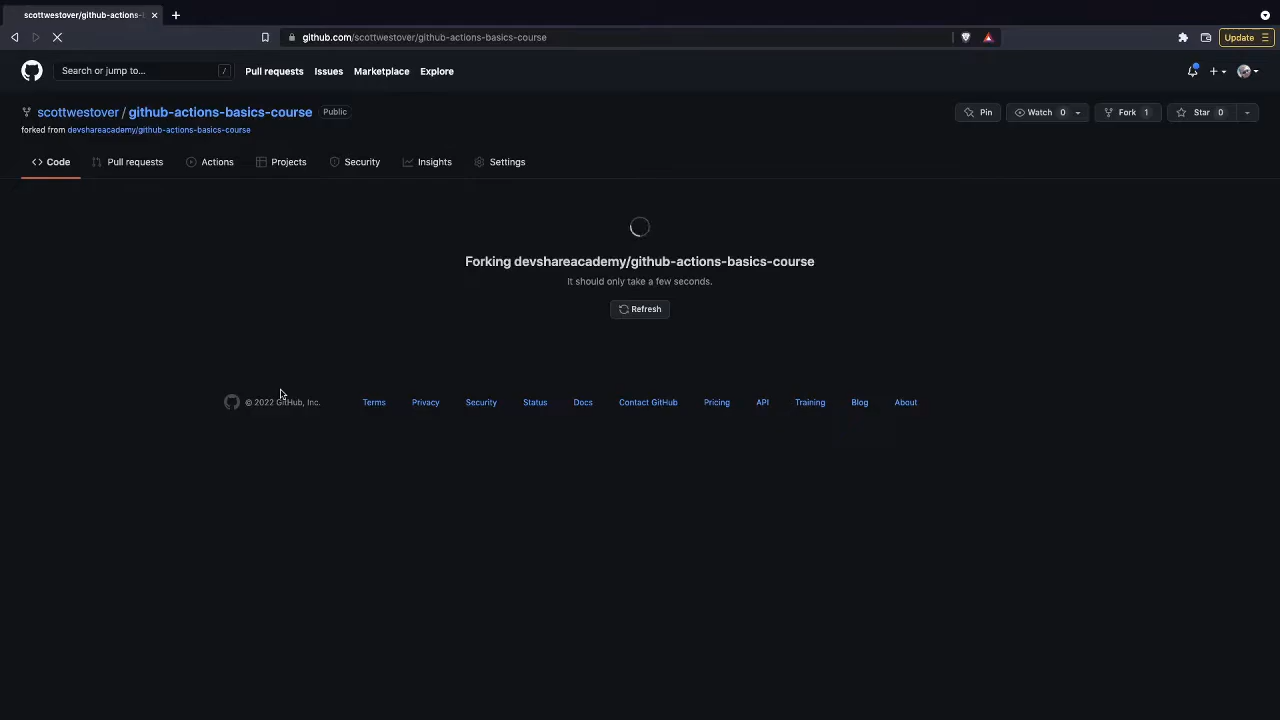 scottwestover/github-actions-
github.com/scottwestover/github-actions-basics-course
Update
Search or jump to... /
Pull requests Issues Marketplace Explore
scottwestover / github-actions-basics-course Public
forked from devshareacademy/github-actions-basics-course
Pin Watch 0 Fork 1 Star 0
Code Pull requests Actions Projects Security Insights Settings
Forking devshareacademy/github-actions-basics-course
It should only take a few seconds.
Refresh
© 2022 GitHub, Inc. Terms Privacy Security Status Docs Contact GitHub Pricing API Training Blog About